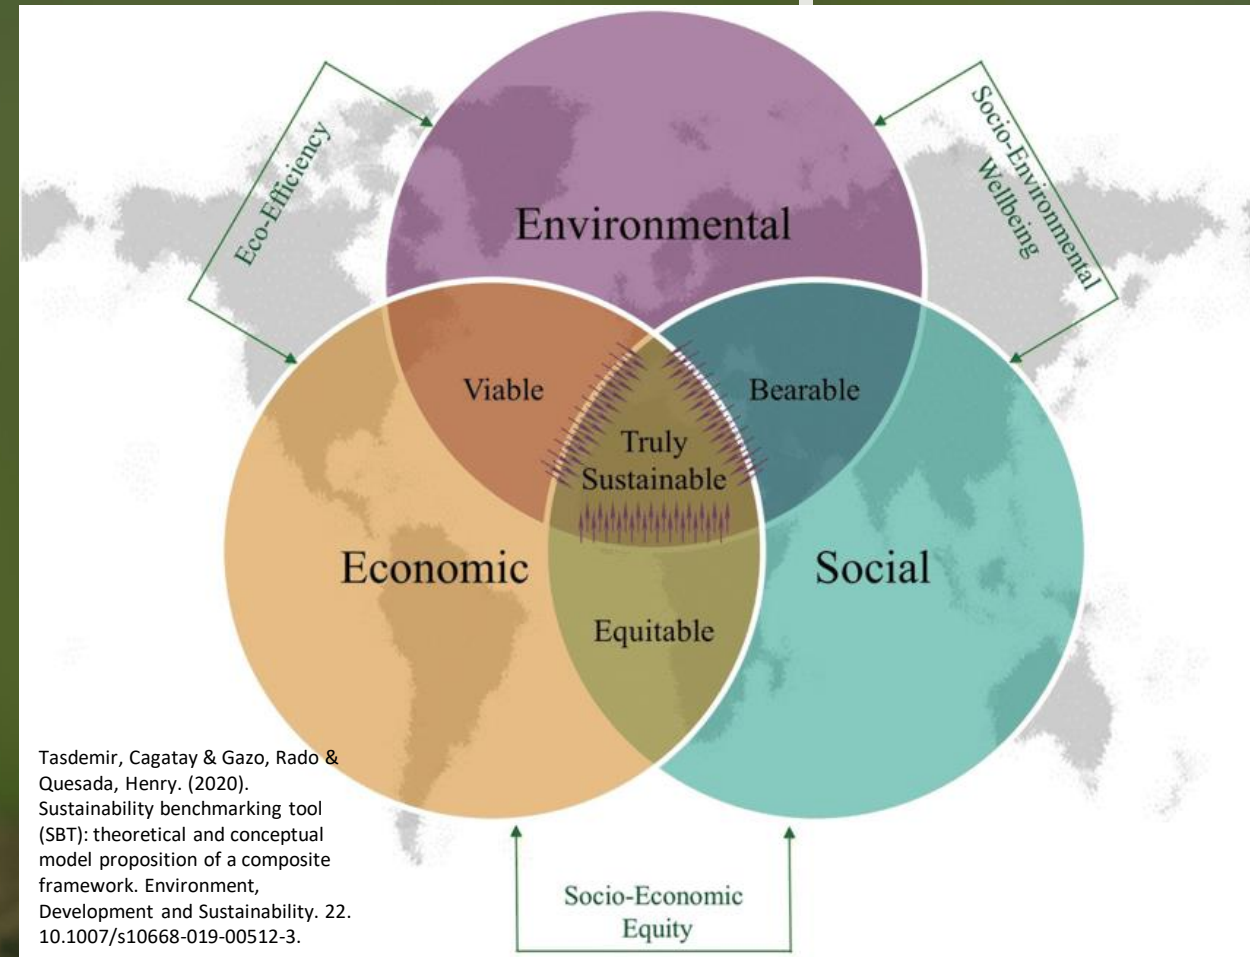 Eco-Efficiency
Socio-Environmental
Wellbeing
Environmental
Viable
Bearable
Truly
Sustainable
Economic
Social
Equitable
Tasdemir, Cagatay & Gazo, Rado &
Quesada, Henry. (2020).
Sustainability benchmarking tool
(SBT): theoretical and conceptual
model proposition of a composite
framework. Environment,
Development and Sustainability. 22.
10.1007/s10668-019-00512-3.
Socio-Economic
Equity